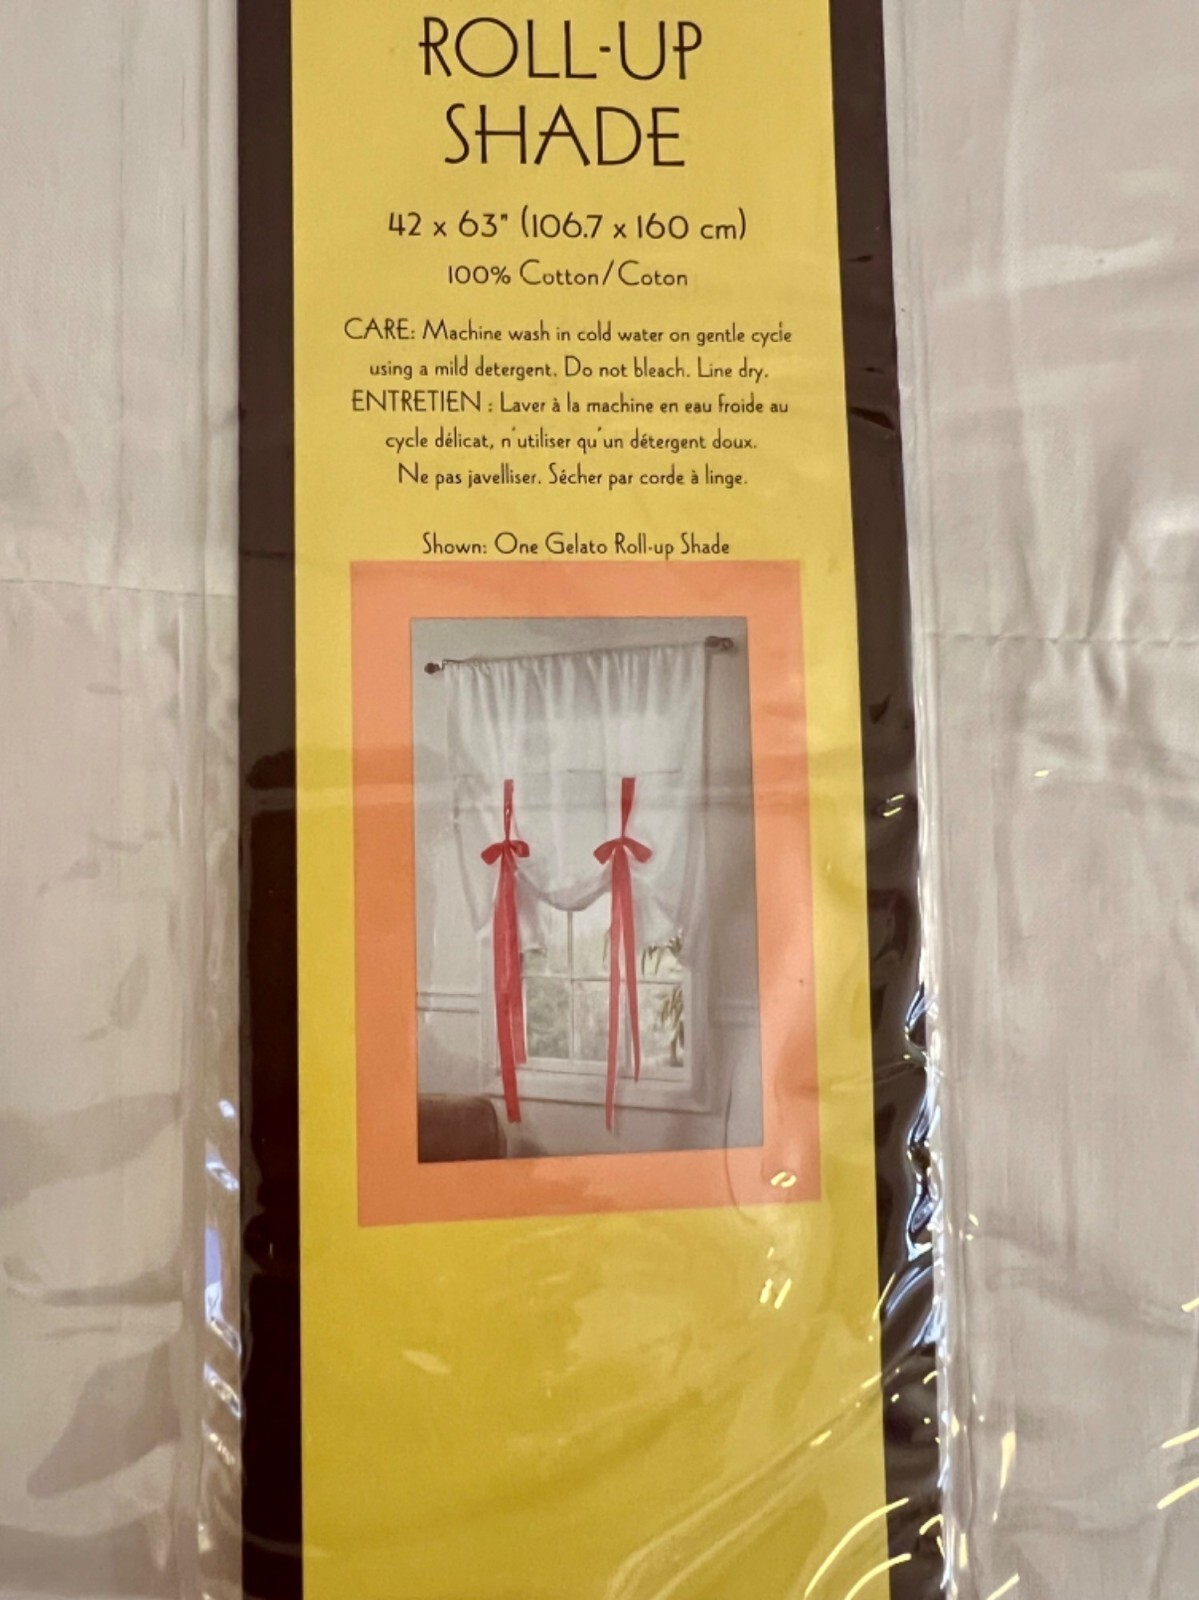 ROLL-UP
SHADE
42 x 63" (106.7 x 160 cm)
100% Cotton/Coton
CARE: Machine wash in cold water on gentle cycle
using a mild detergent. Do not bleach. Line dry.
ENTRETIEN : Laver à la machine en eau froide au
cycle délicat, n'utiliser qu'un détergent doux.
Ne pas javelliser. Sécher par corde à linge.
Shown: One Gelato Roll-up Shade